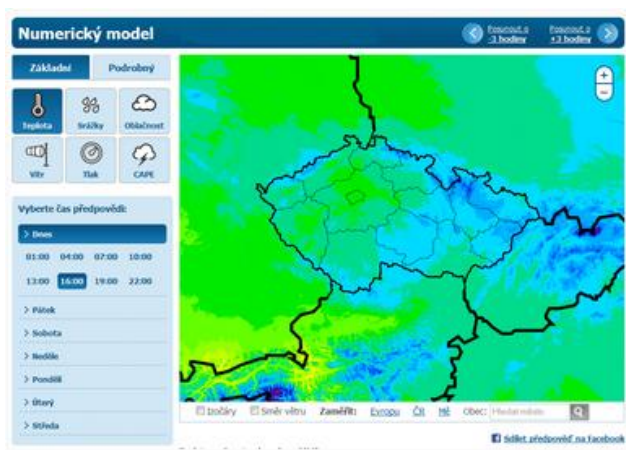 Numerický model
Posunout o
-3 hodiny
Posunout o
+3 hodiny
Základní
Podrobný
Teplota
Srážky
Oblačnost
Vítr
Tlak
CAPE
Vyberte čas předpovědi:
> Dnes
01:00 04:00 07:00 10:00
13:00 16:00 19:00 22:00
> Pátek
> Sobota
> Neděle
> Pondělí
> Úterý
> Středa
+
−
Izočáry Směr větru Zaměřit: Evropu ČR Mě Obec: Hledat město
Sdílet předpověď na facebook